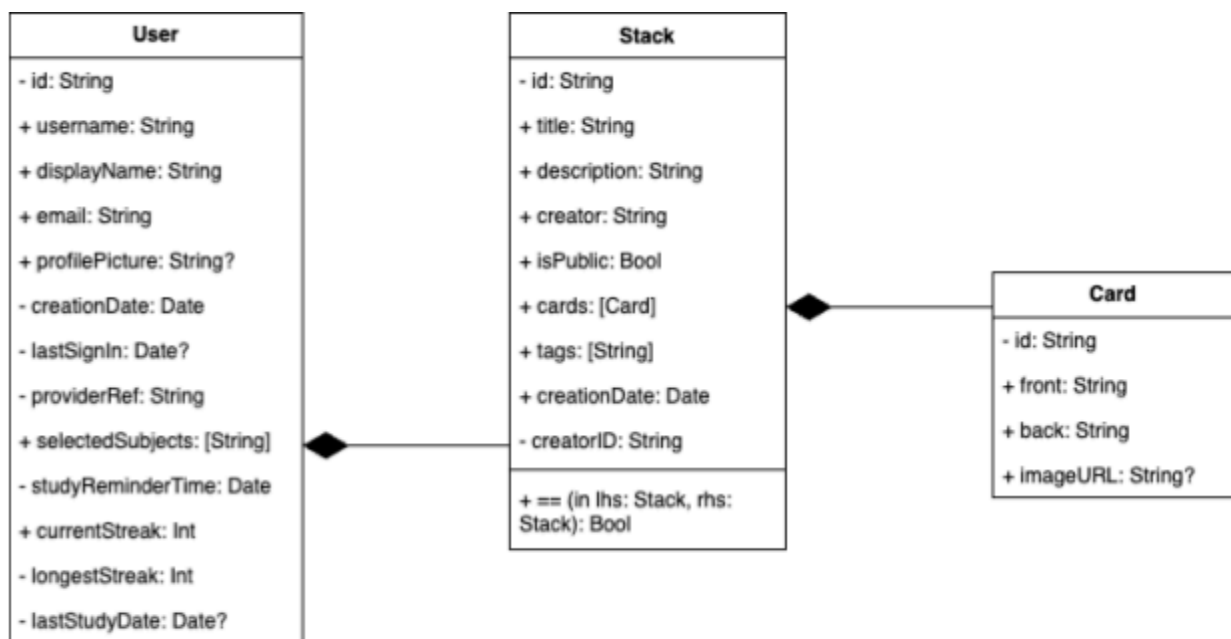 User
- id: String
+ username: String
+ displayName: String
+ email: String
+ profilePicture: String?
- creationDate: Date
- lastSignIn: Date?
- providerRef: String
+ selectedSubjects: [String]
- studyReminderTime: Date
+ currentStreak: Int
- longestStreak: Int
- lastStudyDate: Date?
Stack
- id: String
+ title: String
+ description: String
+ creator: String
+ isPublic: Bool
+ cards: [Card]
+ tags: [String]
+ creationDate: Date
- creatorID: String
+ == (in lhs: Stack, rhs:
Stack): Bool
Card
- id: String
+ front: String
+ back: String
+ imageURL: String?